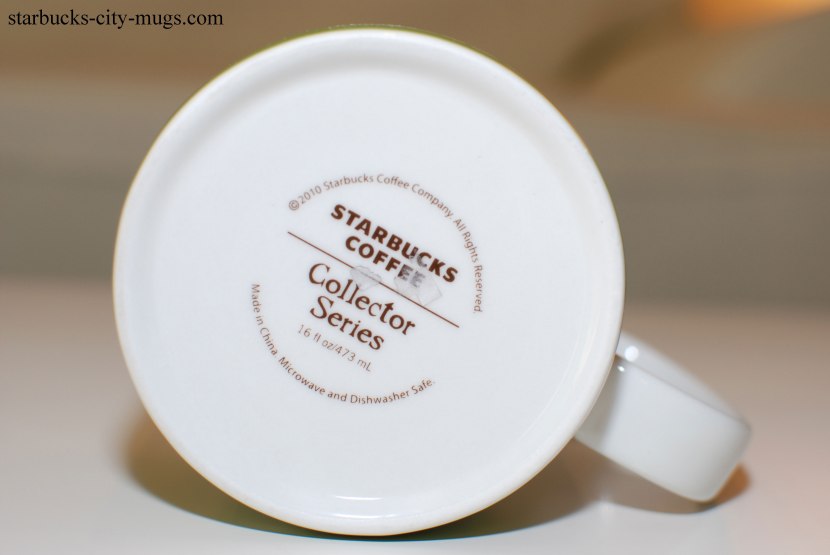 starbucks-city-mugs.com
©2010 Starbucks Coffee Company. All Rights Reserved.
STARBUCKS
COFFEE
Collector
Series
16 fl oz/473 mL
Made in China. Microwave and Dishwasher Safe.